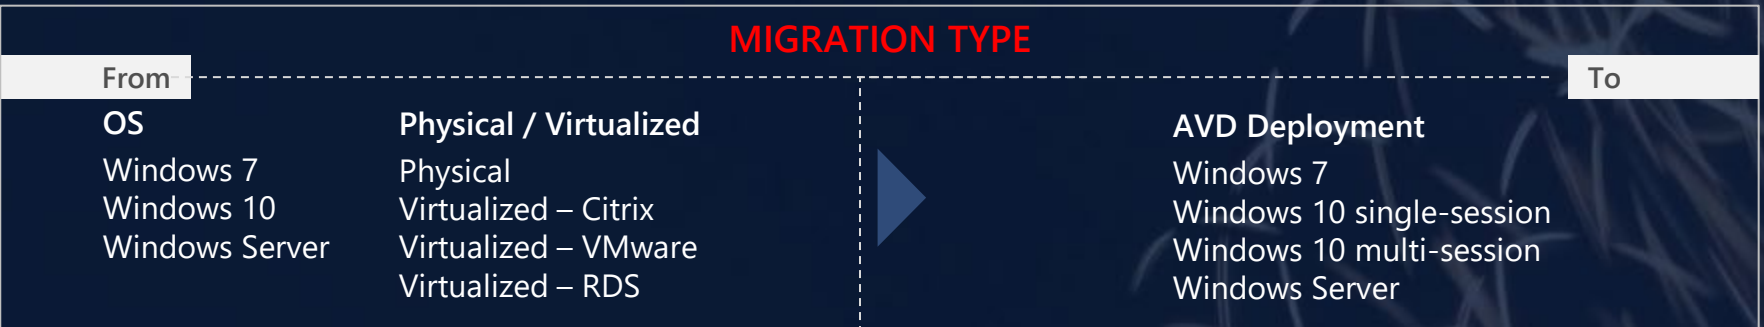 MIGRATION TYPE
From
To
OS
Windows 7
Windows 10
Windows Server
Physical / Virtualized
Physical
Virtualized – Citrix
Virtualized – VMware
Virtualized – RDS
AVD Deployment
Windows 7
Windows 10 single-session
Windows 10 multi-session
Windows Server